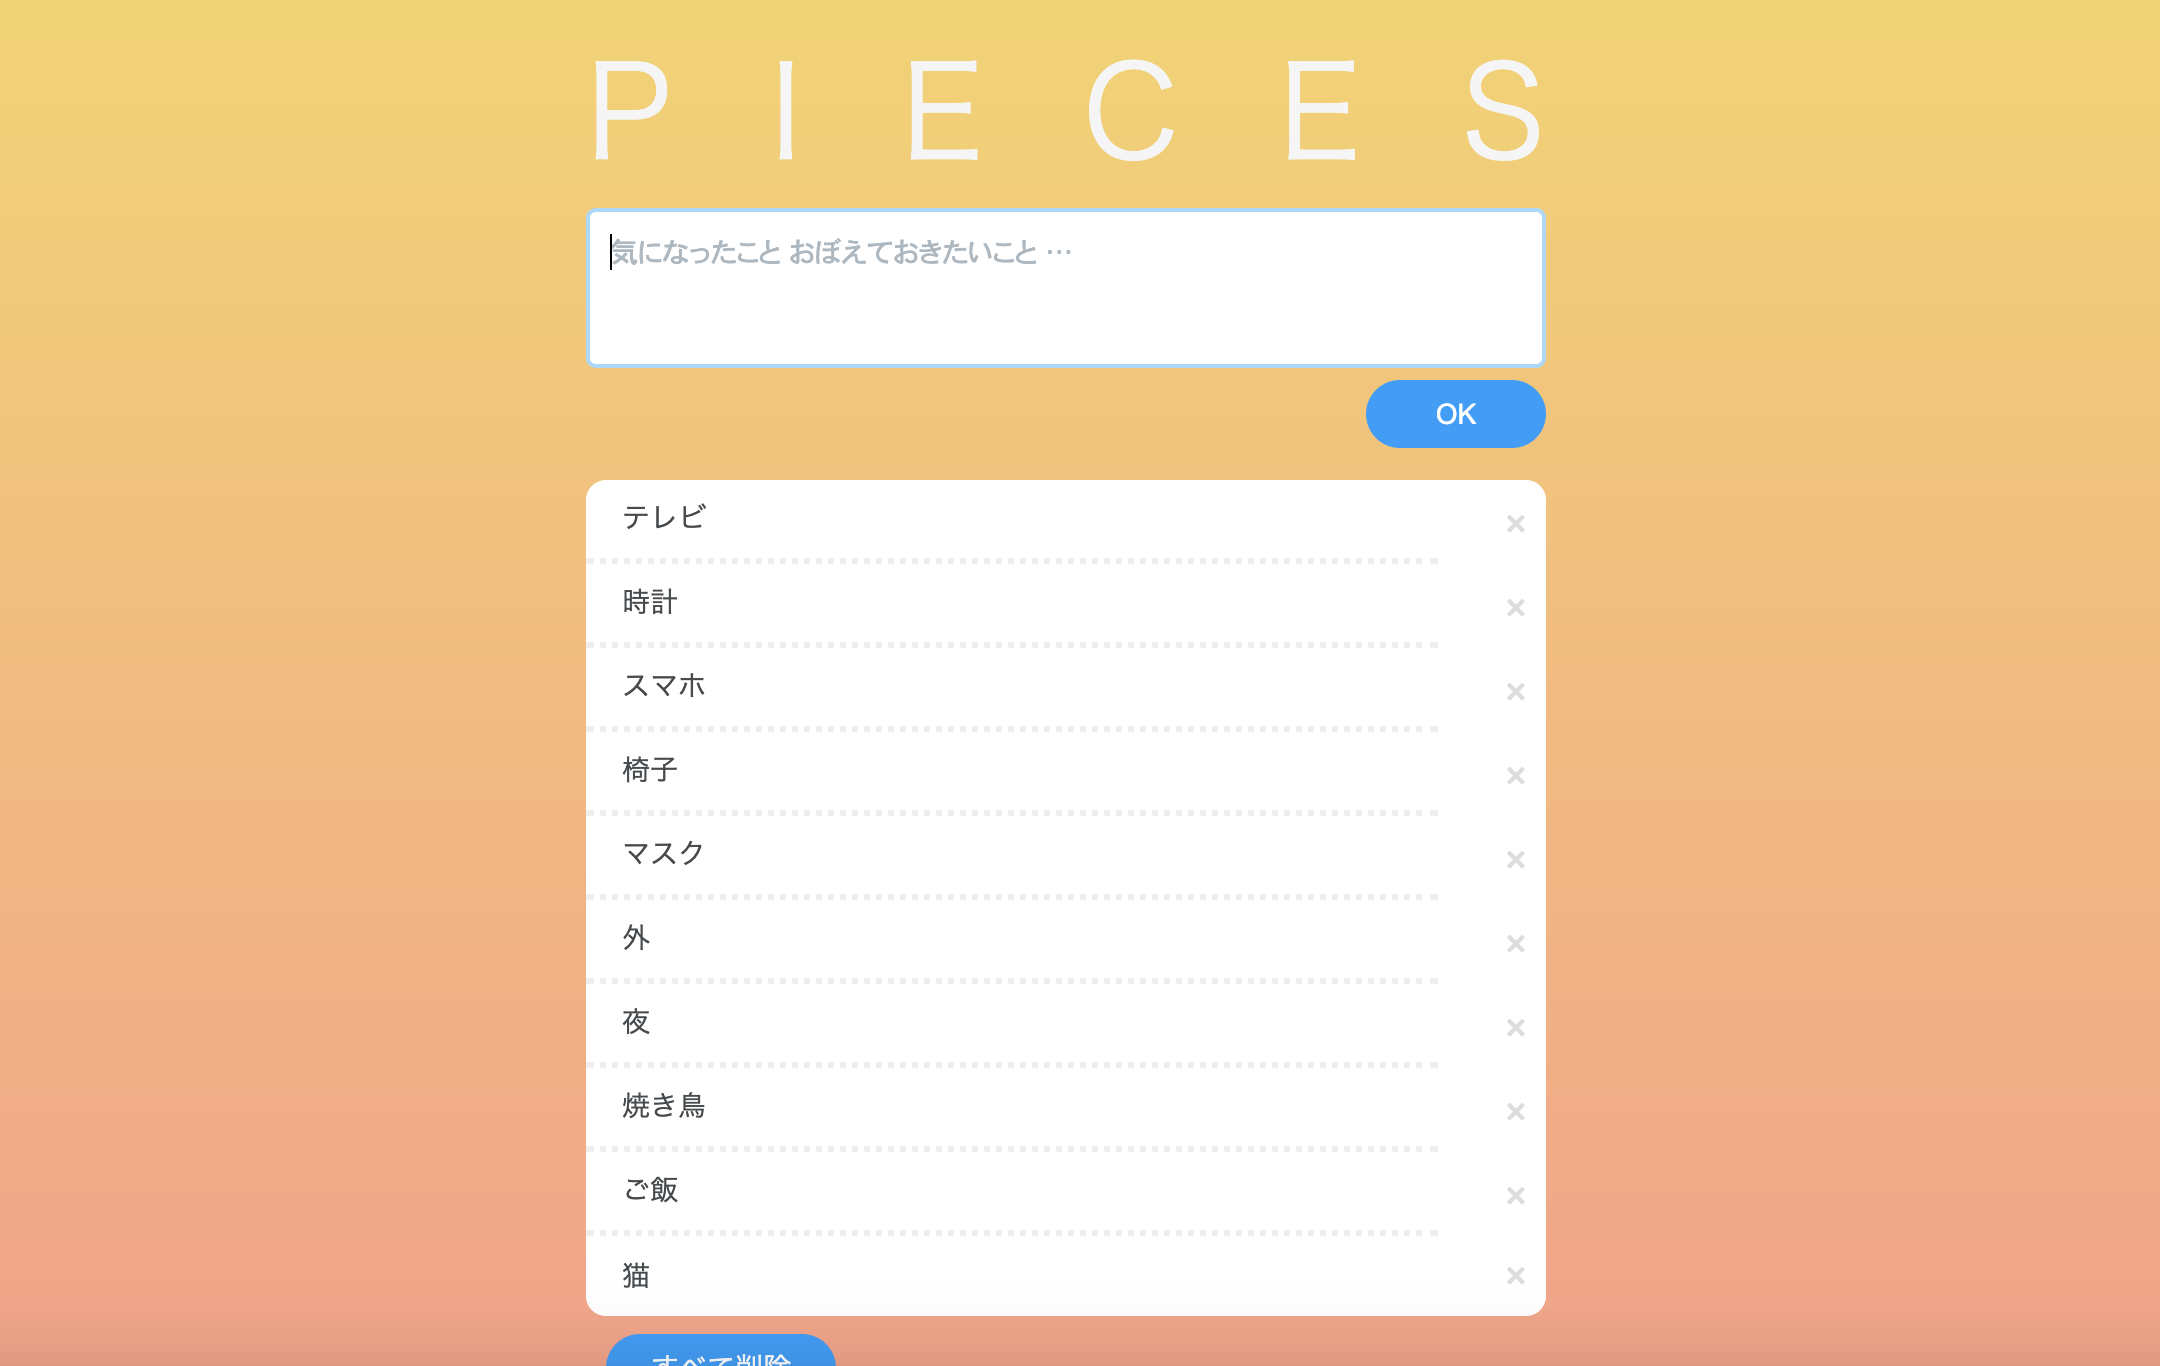 PIECES
気になったこと おぼえておきたいこと …
OK
テレビ
時計
スマホ
椅子
マスク
外
夜
焼き鳥
ご飯
猫
すべて削除